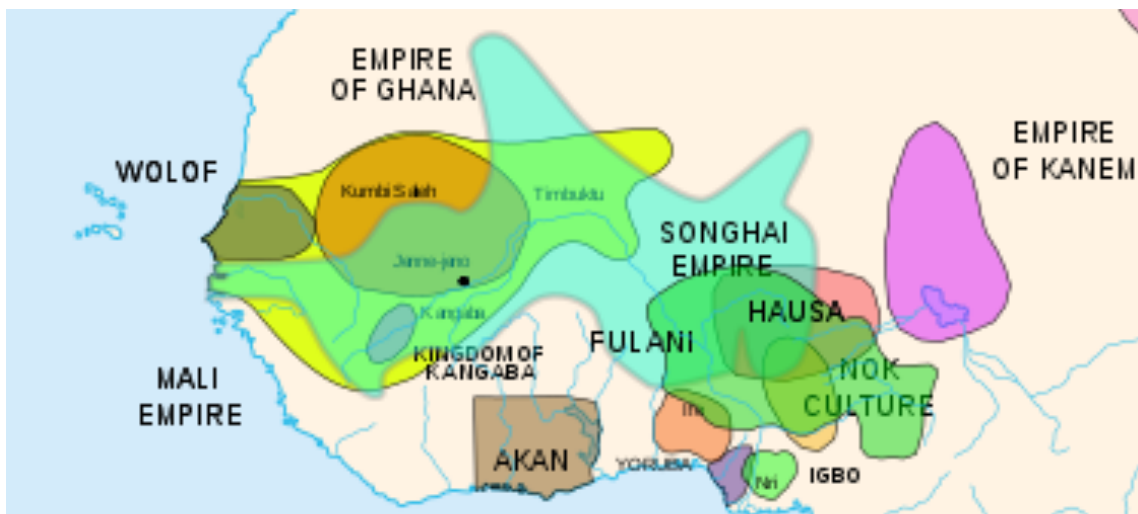 EMPIRE
OF GHANA
EMPIRE
OF KANEM
WOLOF
Kumbi Saleh
Timbuktu
SONGHAI
EMPIRE
Jenne-jeno
Kangaba
HAUSA
FULANI
KINGDOM OF
KANGABA
MALI
EMPIRE
NOK
CULTURE
Ife
AKAN
YORUBA
IGBO
Nri